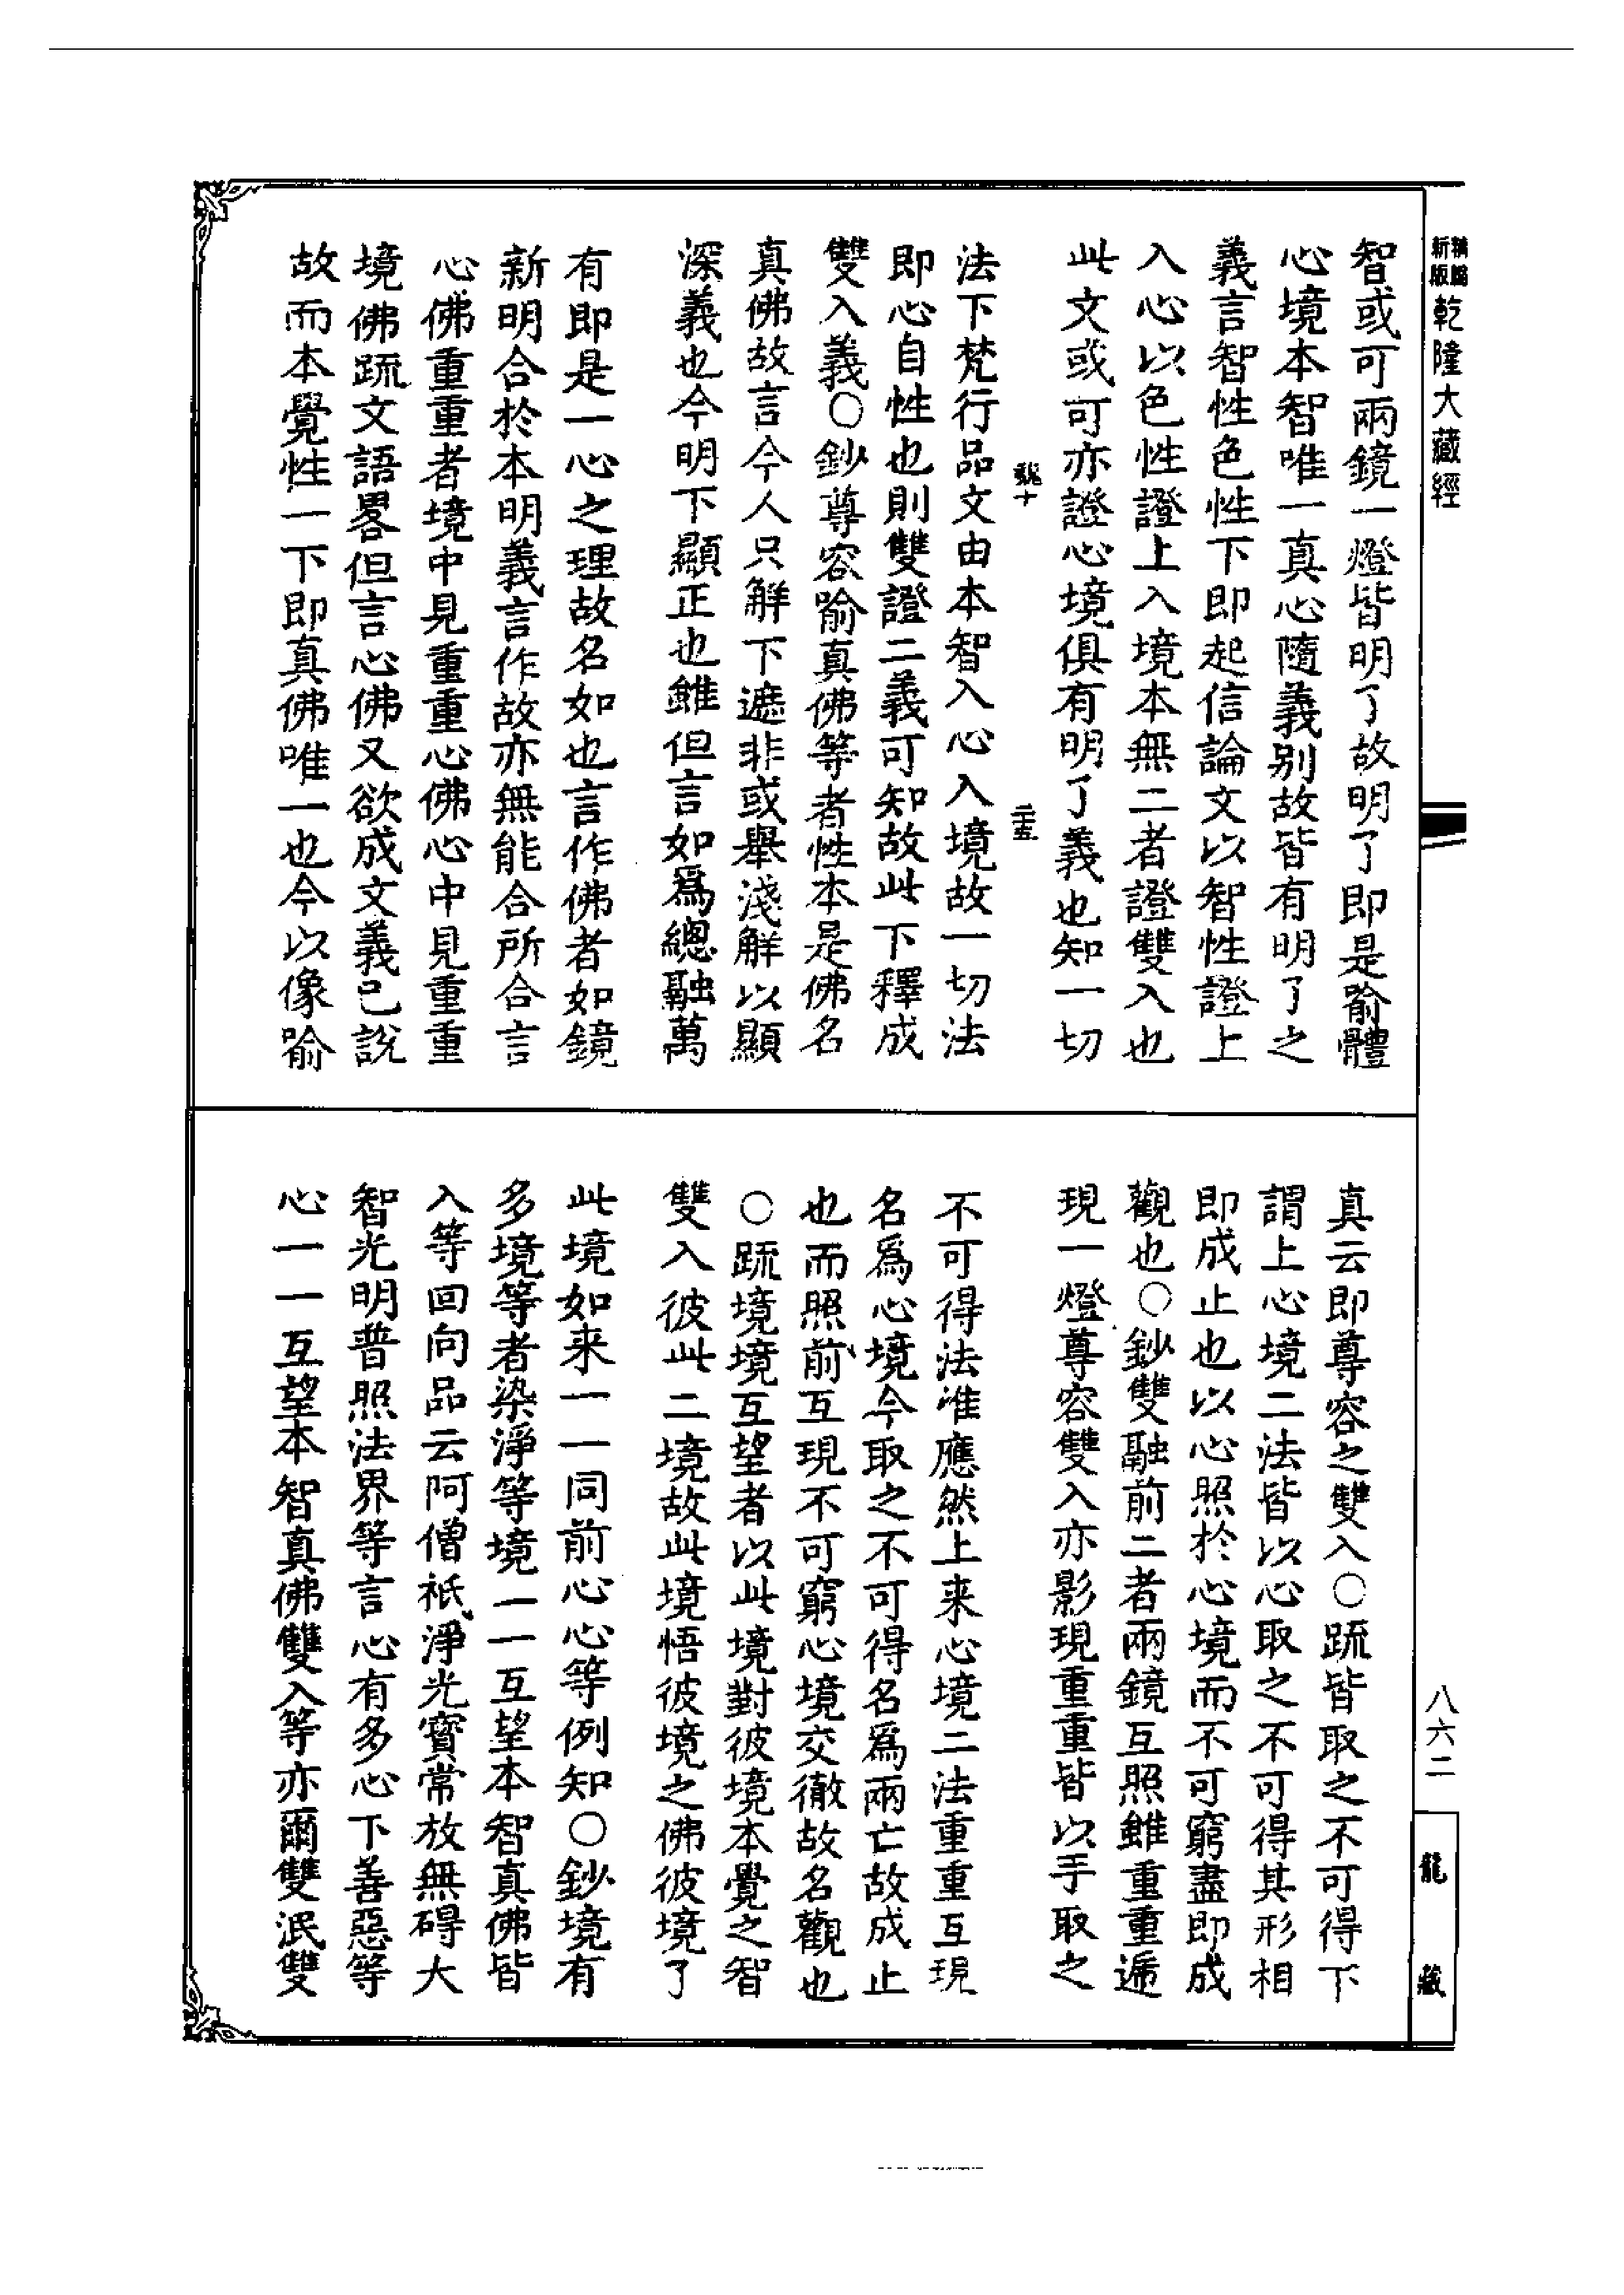 新版
精縮
乾隆大藏經
智或可兩鏡一燈皆明了故明了即是喻體
心境本智唯一真心隨義別故皆有明了之
義言智性色性下即起信論文以智性證上
入心以色性證上入境本無二者證雙入也
此文或可亦證心境俱有明了義也知一切
二十五
法下梵行品文由本智入心入境故一切法
即心自性也則雙證二義可知故此下釋成
雙入義○鈔尊容喻真佛等者性本是佛名
真佛故言今人只解下遮非或舉淺解以顯
深義也今明下顯正也雖但言如爲總融萬
有即是一心之理故名如也言作佛者如鏡
新明合於本明義言作故亦無能合所合言
心佛重重者境中見重重心佛心中見重重
境佛䟽文語畧但言心佛又欲成文義已說
故而本覺性一下即真佛唯一也今以像喻
真云即尊容之雙入○䟽皆取之不可得下
謂上心境二法皆以心取之不可得其形相
即成止也以心照於心境而不可窮盡即成
觀也○鈔雙融前二者兩鏡互照雖重重遞
現一燈尊容雙入亦影現重重皆以手取之
不可得法准應然上来心境二法重重互現
名爲心境今取之不可得名爲兩亡故成止
也而照前互現不可窮心境交徹故名觀也
○䟽境境互望者以此境對彼境本覺之智
雙入彼此二境故此境悟彼境之佛彼境了
此境如来一一同前心心等例知○鈔境有
多境等者染淨等境一一互望本智真佛皆
入等回向品云阿僧祇淨光寳常放無碍大
智光明普照法界等言心有多心下善惡等
心一一互望本智真佛雙入等亦爾雙泯雙
八六二
龍藏